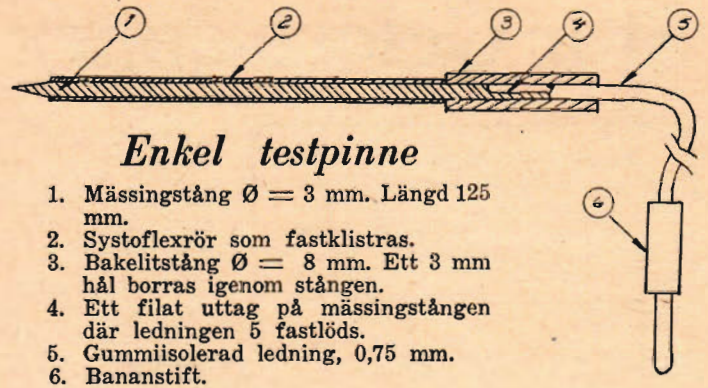 1 2 3 4 5
Enkel testpinne
6
1. Mässingstång Ø = 3 mm. Längd 125
mm.
2. Systoflexrör som fastklistras.
3. Bakelitstång Ø = 8 mm. Ett 3 mm
hål borras igenom stången.
4. Ett filat uttag på mässingstången
där ledningen 5 fastlöds.
5. Gummiisolerad ledning, 0,75 mm.
6. Bananstift.